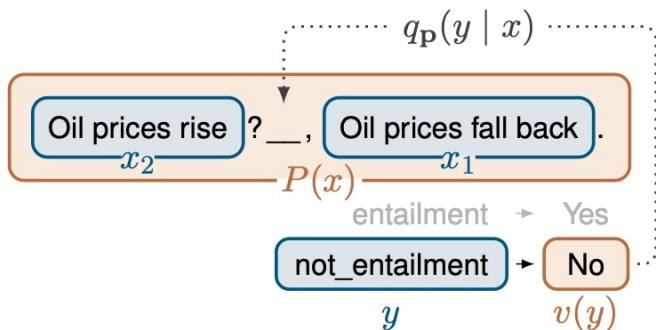 q_p(y | x)
Oil prices rise ? __ , Oil prices fall back .
x_2 x_1
P(x)
entailment → Yes
not_entailment → No
y v(y)